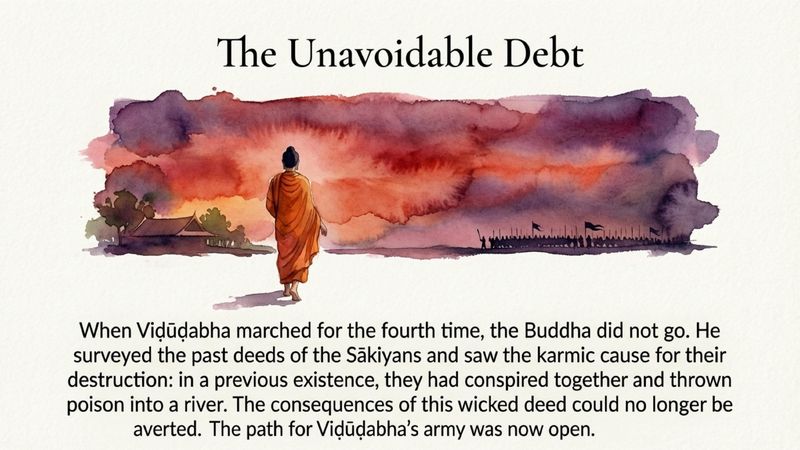 The Unavoidable Debt
When Viḍūḍabha marched for the fourth time, the Buddha did not go. He
surveyed the past deeds of the Sākiyans and saw the karmic cause for their
destruction: in a previous existence, they had conspired together and thrown
poison into a river. The consequences of this wicked deed could no longer be
averted. The path for Viḍūḍabha’s army was now open.